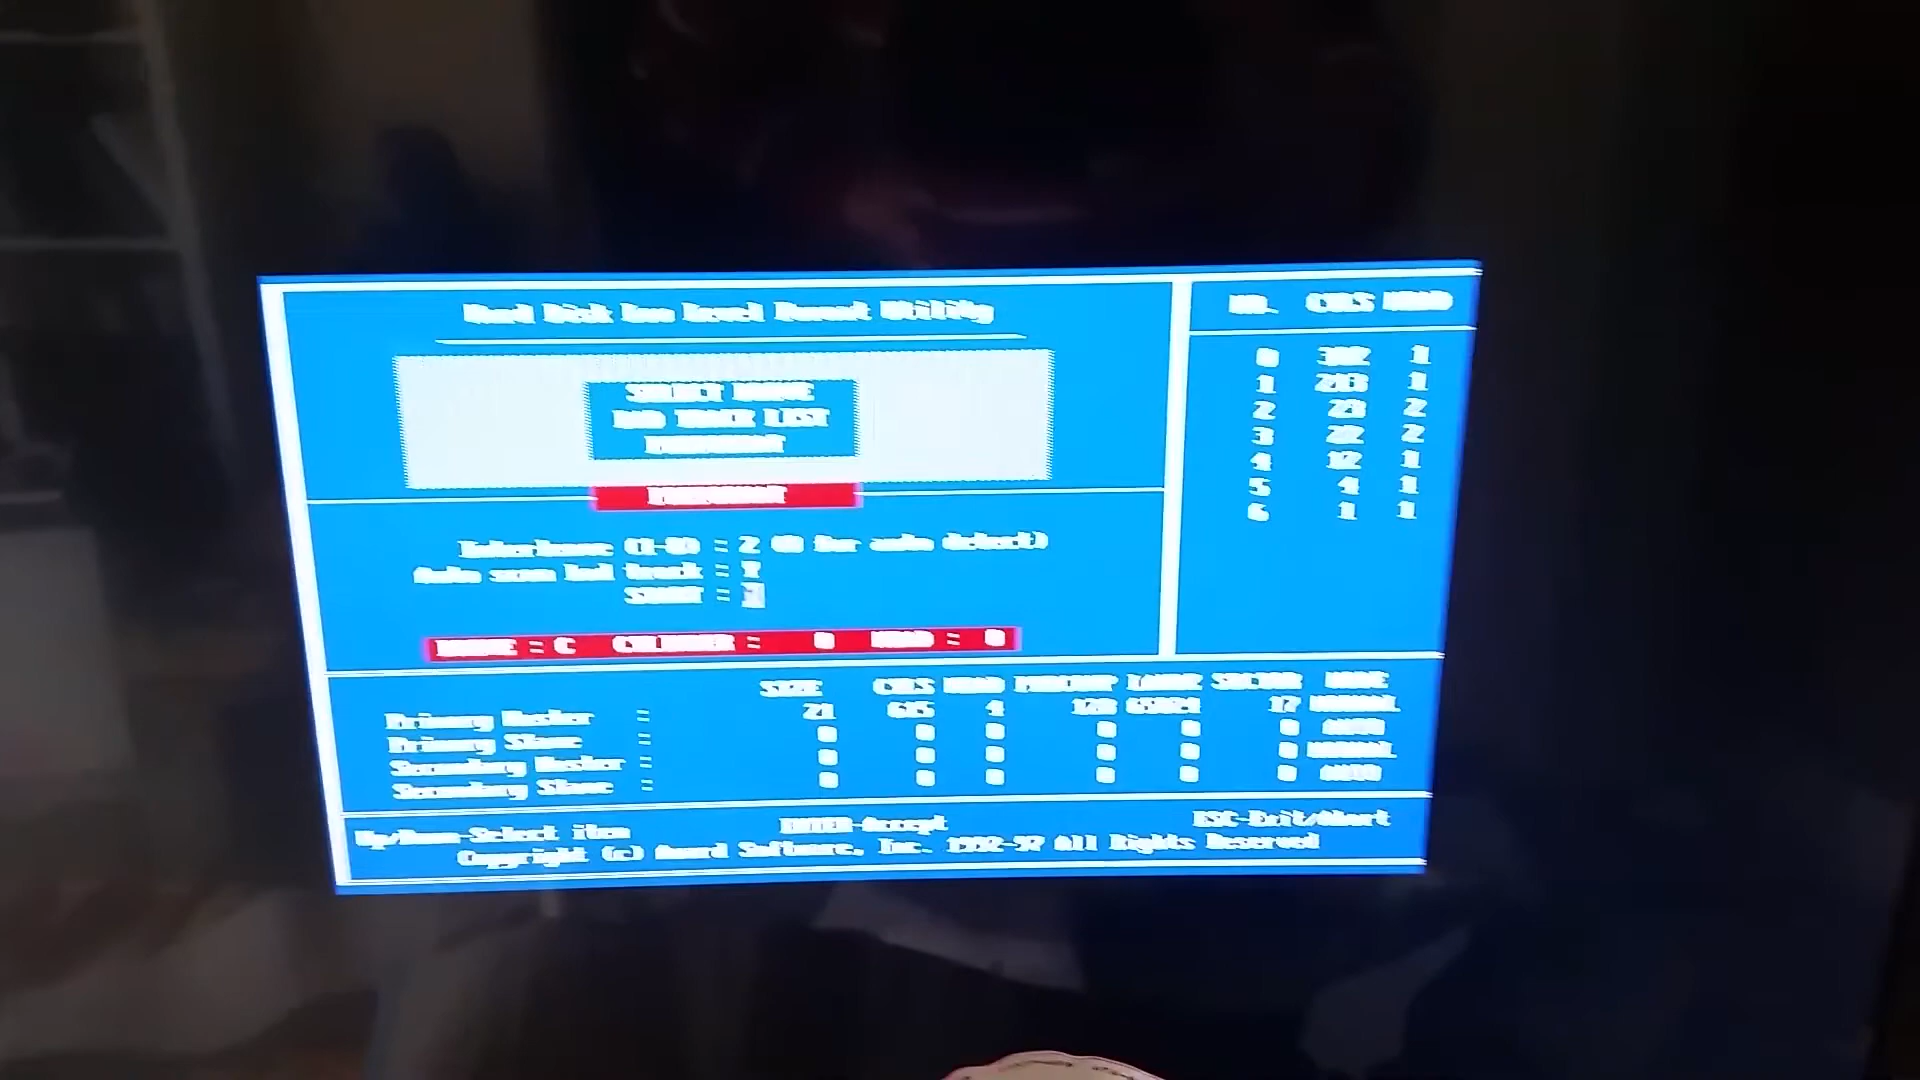 Hard Disk Low Level Format Utility
NO. CYLS HEAD
SELECT DRIVE
BAD TRACK LIST
PREFORMAT
0 302 1
1 213 1
2 23 2
3 22 2
4 12 1
5 4 1
6 1 1
PREFORMAT
Interleave (1-8) : 2 (0 for auto detect)
Auto scan bad track : Y
START :
DRIVE : C CYLINDER : 0 HEAD : 0
SIZE CYLS HEAD PRECOMP LANDZ SECTOR MODE
Primary Master : 21 615 4 128 17 NORMAL
Primary Slave : 0 0 0 0 0 0 AUTO
Secondary Master : 0 0 0 0 0 0 NORMAL
Secondary Slave : 0 0 0 0 0 0 AUTO
Up/Down-Select item ENTER-Accept ESC-Exit/Abort
Copyright (c) Award Software, Inc. 1992-97 All Rights Reserved